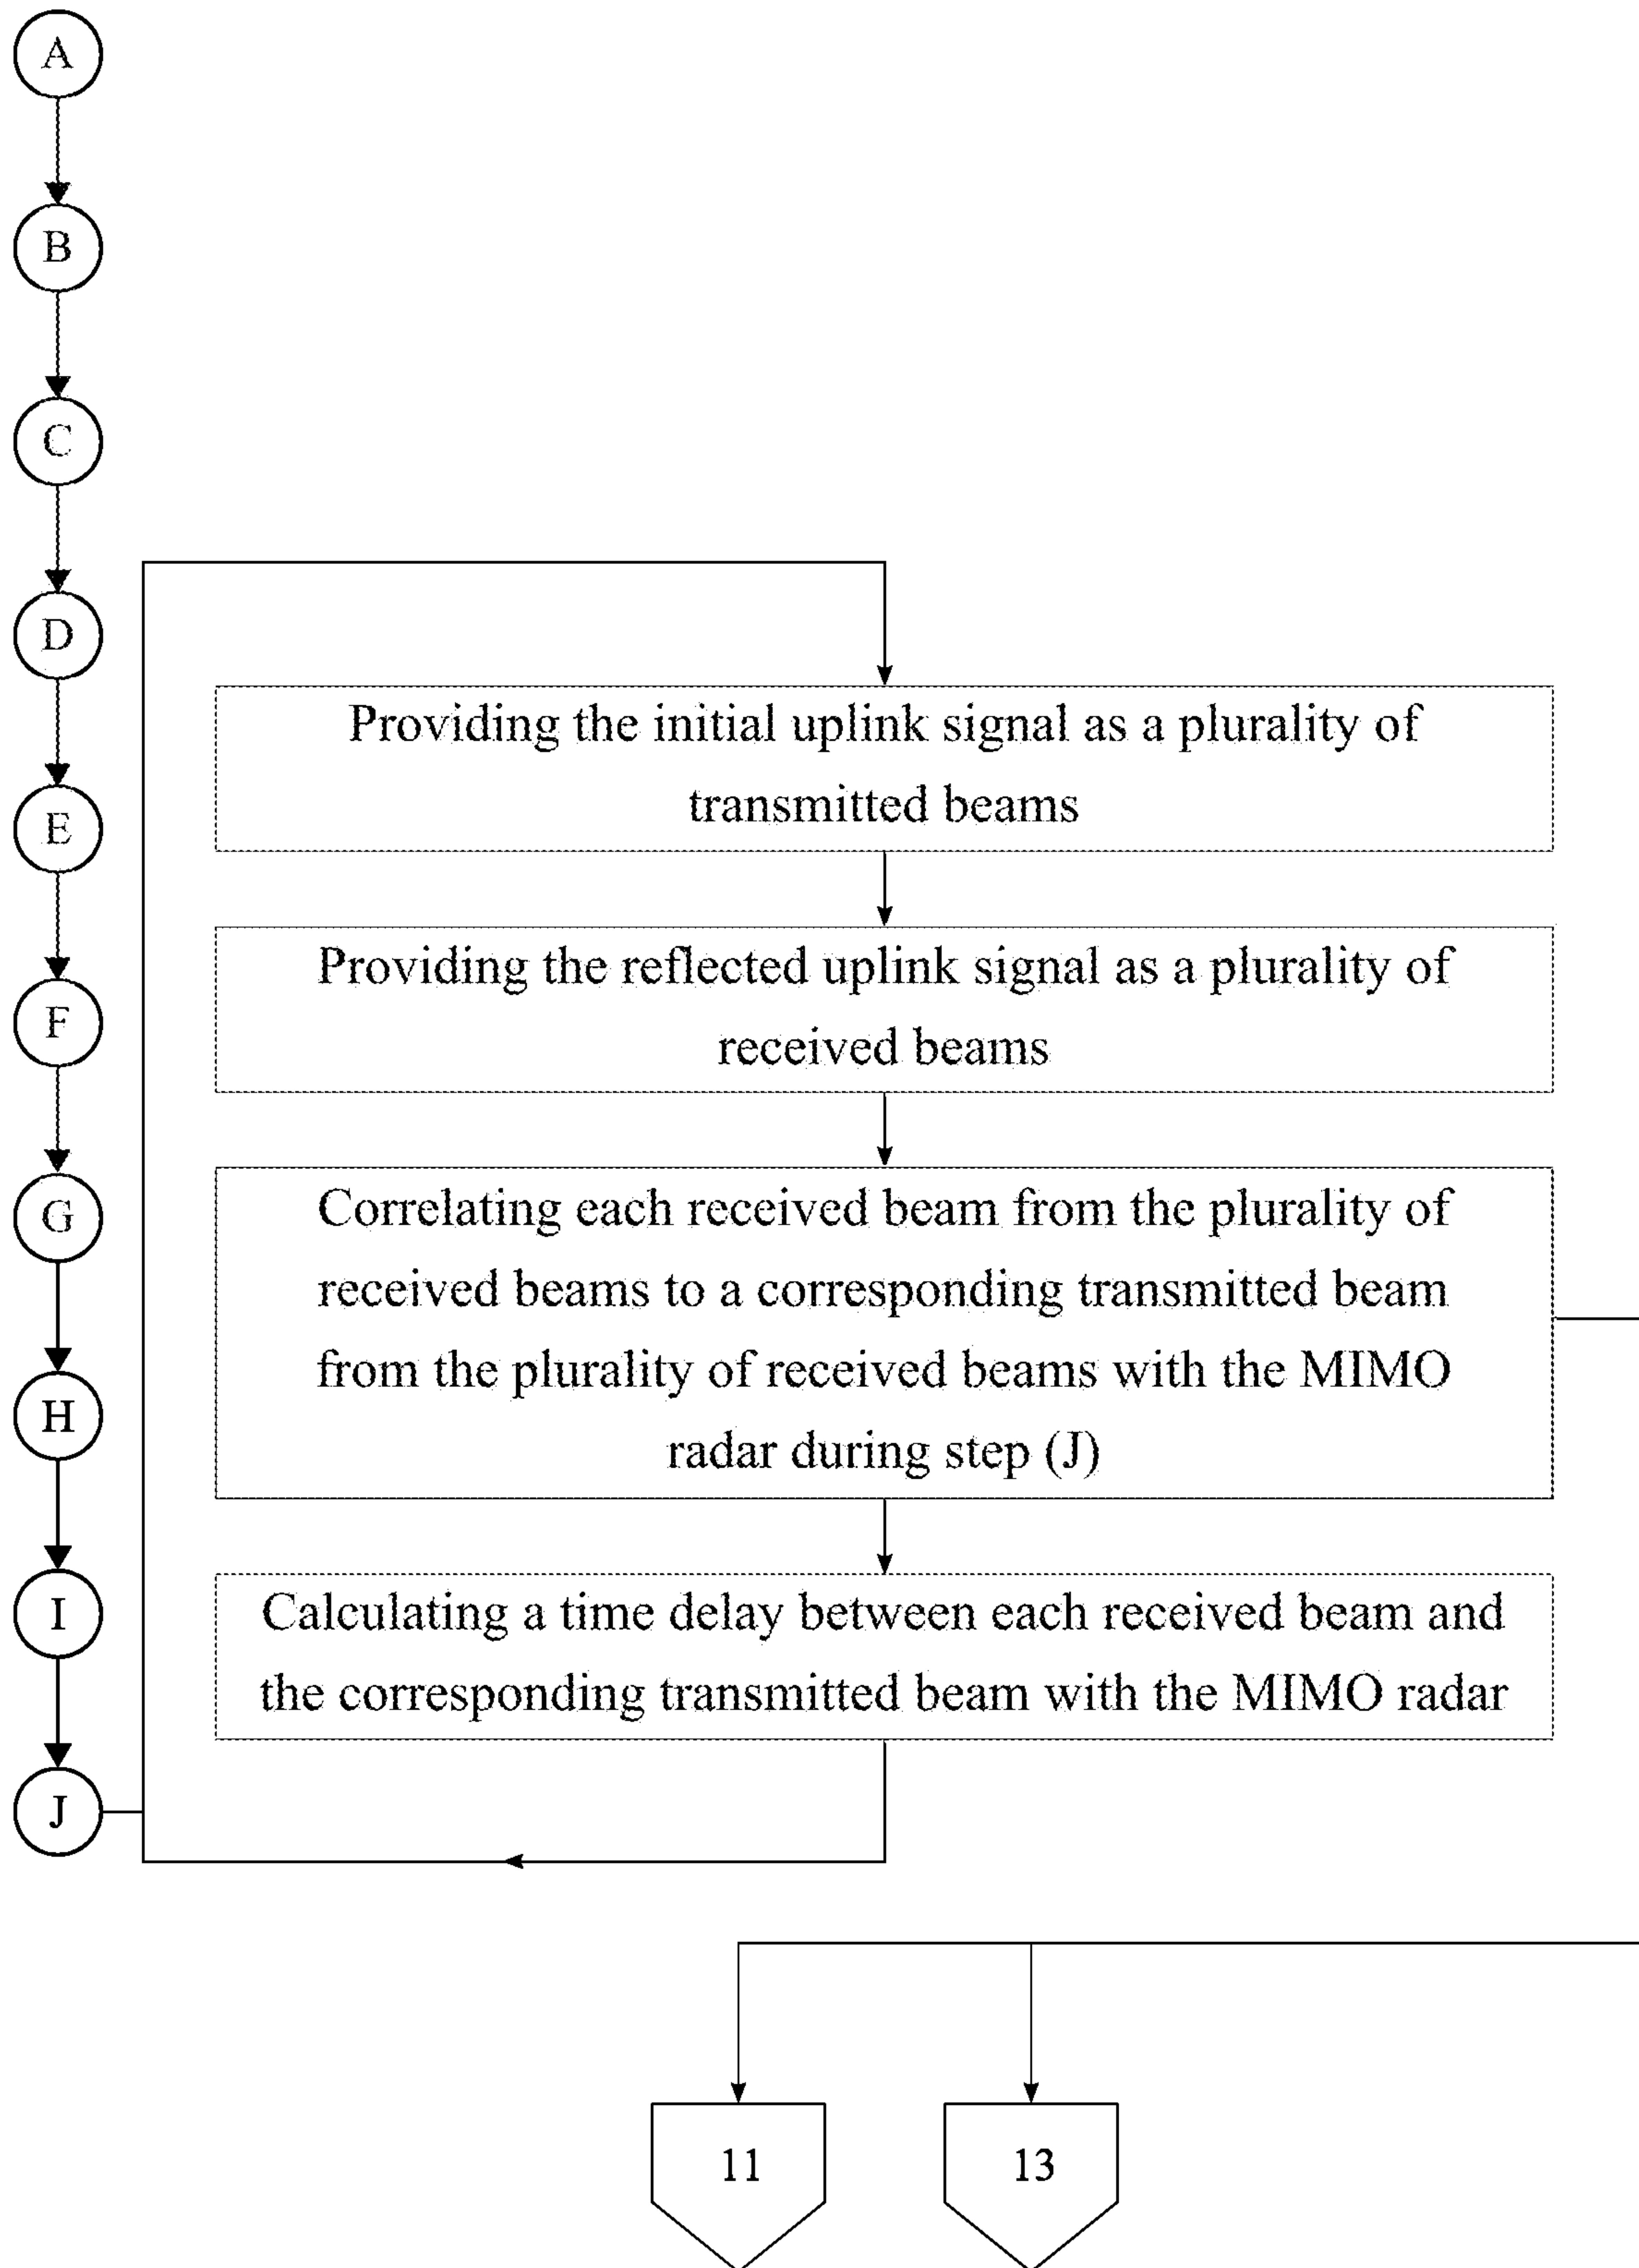 A
B
C
D
E
F
G
H
I
J
Providing the initial uplink signal as a plurality of
transmitted beams
Providing the reflected uplink signal as a plurality of
received beams
Correlating each received beam from the plurality of
received beams to a corresponding transmitted beam
from the plurality of received beams with the MIMO
radar during step (J)
Calculating a time delay between each received beam and
the corresponding transmitted beam with the MIMO radar
11
13